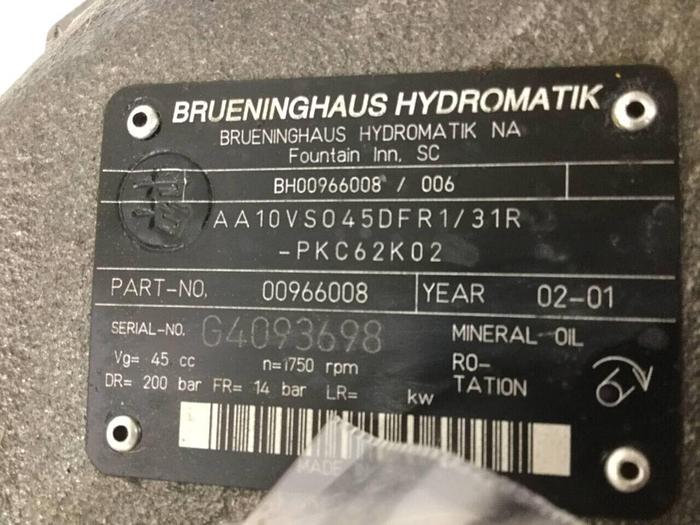 BRUENINGHAUS HYDROMATIK
BRUENINGHAUS HYDROMATIK NA
Fountain Inn, SC
BH00966008 / 006
AA10VSO45DFR1/31R
-PKC62K02
PART-NO. 00966008 YEAR 02-01
SERIAL-NO. G4093698 MINERAL OIL
Vg= 45 cc n=1750 rpm RO-
TATION
DR= 200 bar FR= 14 bar LR= kw
MADE